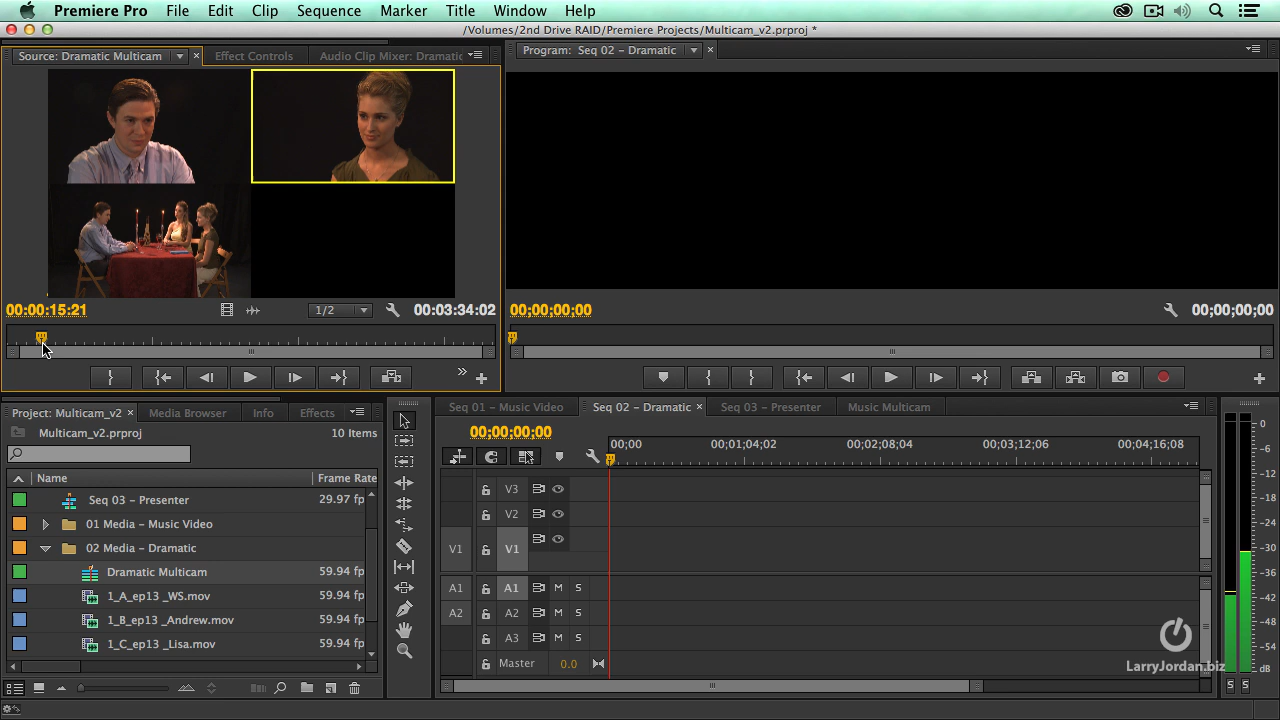 Premiere Pro File Edit Clip Sequence Marker Title Window Help
/Volumes/2nd Drive RAID/Premiere Projects/Multicam_v2.prproj *
Source: Dramatic Multicam × Effect Controls Audio Clip Mixer: Dramatic
Program: Seq 02 – Dramatic ×
00:00:15:21 1/2 00:03:34:02
00;00;00;00 00;00;00;00
Project: Multicam_v2 × Media Browser Info Effects
Multicam_v2.prproj 10 Items
Name Frame Rate
Seq 03 – Presenter 29.97 fp
01 Media – Music Video
02 Media – Dramatic
Dramatic Multicam 59.94 fp
1_A_ep13 _WS.mov 59.94 fp
1_B_ep13 _Andrew.mov 59.94 fp
1_C_ep13 _Lisa.mov 59.94 fp
Seq 01 – Music Video Seq 02 – Dramatic × Seq 03 – Presenter Music Multicam
00;00;00;00
00;00 00;01;04;02 00;02;08;04 00;03;12;06 00;04;16;08
V3
V2
V1 V1
A1 A1 M S
A2 A2 M S
A3 M S
Master 0.0
0
-6
-12
-18
-24
-30
-36
-42
-48
-54
dB
S S
LarryJordan.biz